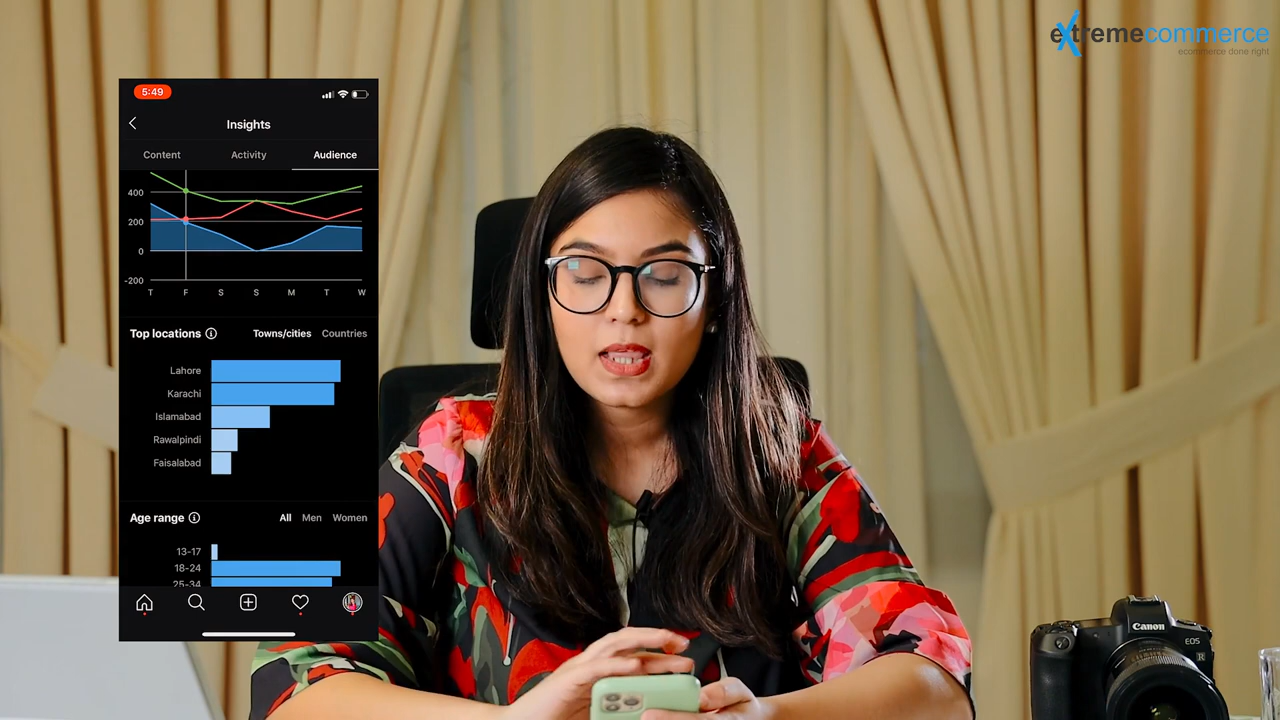 extremecommerce
ecommerce done right
5:49
Insights
Content Activity Audience
400
200
0
-200
T F S S M T W
Top locations Towns/cities Countries
Lahore
Karachi
Islamabad
Rawalpindi
Faisalabad
Age range All Men Women
13-17
18-24
25-34
Canon
EOS
R